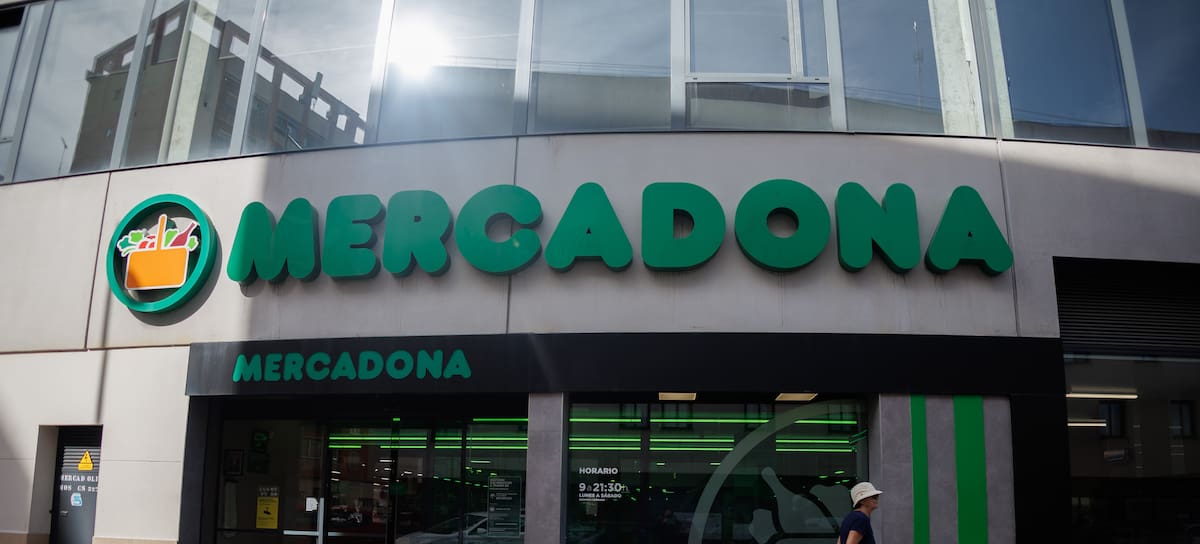 MERCADONA
MERCADONA
HORARIO
9 a 21:30h
LUNES A SÁBADO